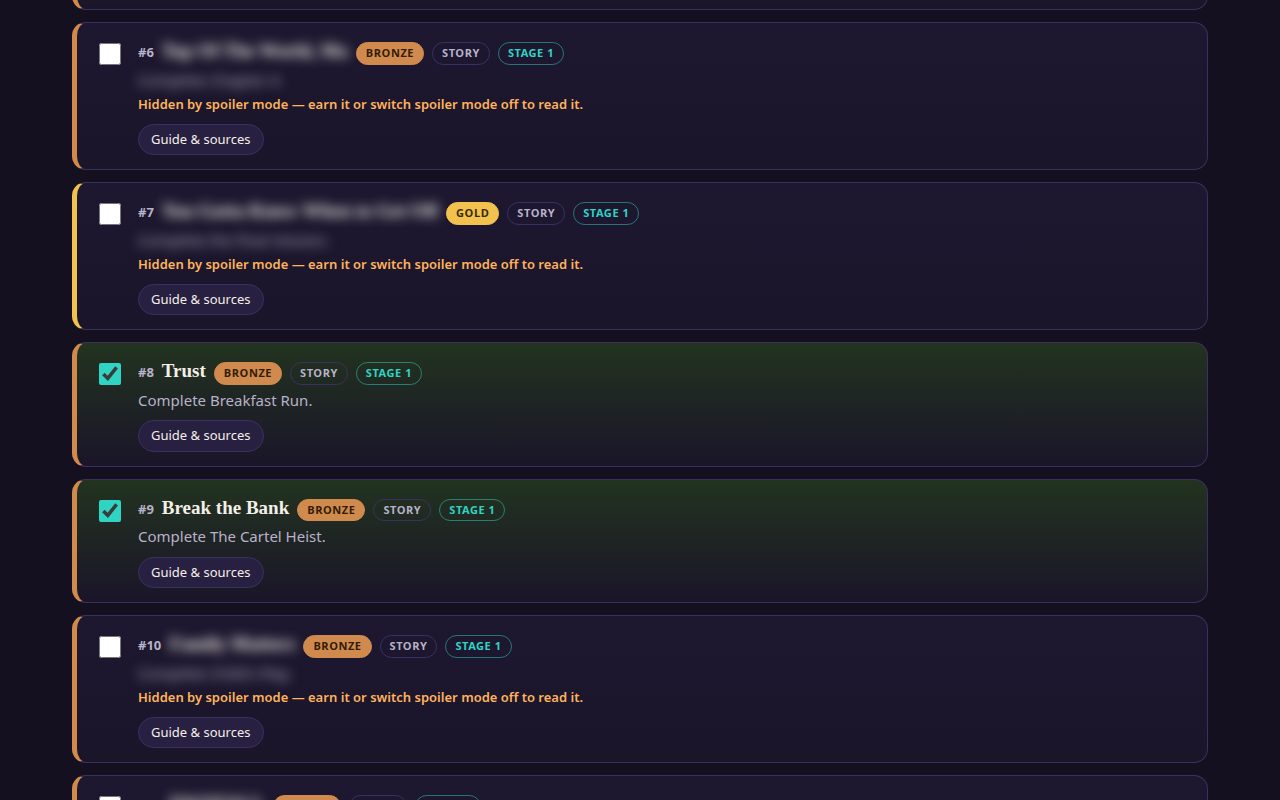 #6 BRONZE STORY STAGE 1
Hidden by spoiler mode — earn it or switch spoiler mode off to read it.
Guide & sources
#7 GOLD STORY STAGE 1
Hidden by spoiler mode — earn it or switch spoiler mode off to read it.
Guide & sources
#8 Trust BRONZE STORY STAGE 1
Complete Breakfast Run.
Guide & sources
#9 Break the Bank BRONZE STORY STAGE 1
Complete The Cartel Heist.
Guide & sources
#10 BRONZE STORY STAGE 1
Hidden by spoiler mode — earn it or switch spoiler mode off to read it.
Guide & sources